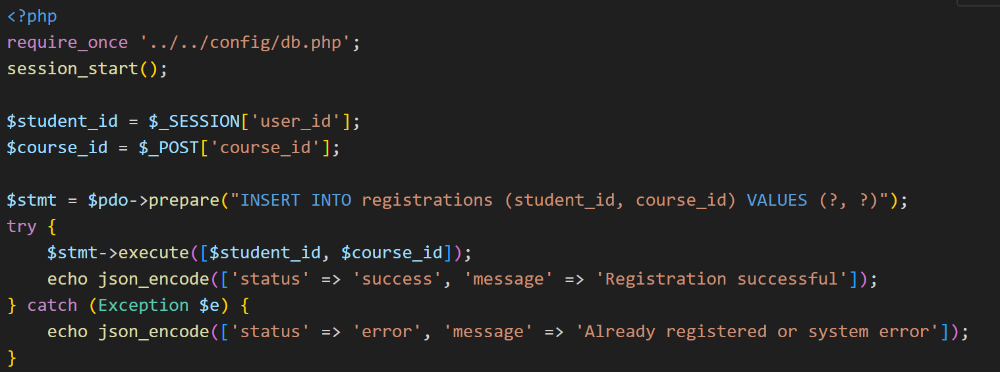 <?php
require_once '../../config/db.php';
session_start();

$student_id = $_SESSION['user_id'];
$course_id = $_POST['course_id'];

$stmt = $pdo->prepare("INSERT INTO registrations (student_id, course_id) VALUES (?, ?)");
try {
    $stmt->execute([$student_id, $course_id]);
    echo json_encode(['status' => 'success', 'message' => 'Registration successful']);
} catch (Exception $e) {
    echo json_encode(['status' => 'error', 'message' => 'Already registered or system error']);
}